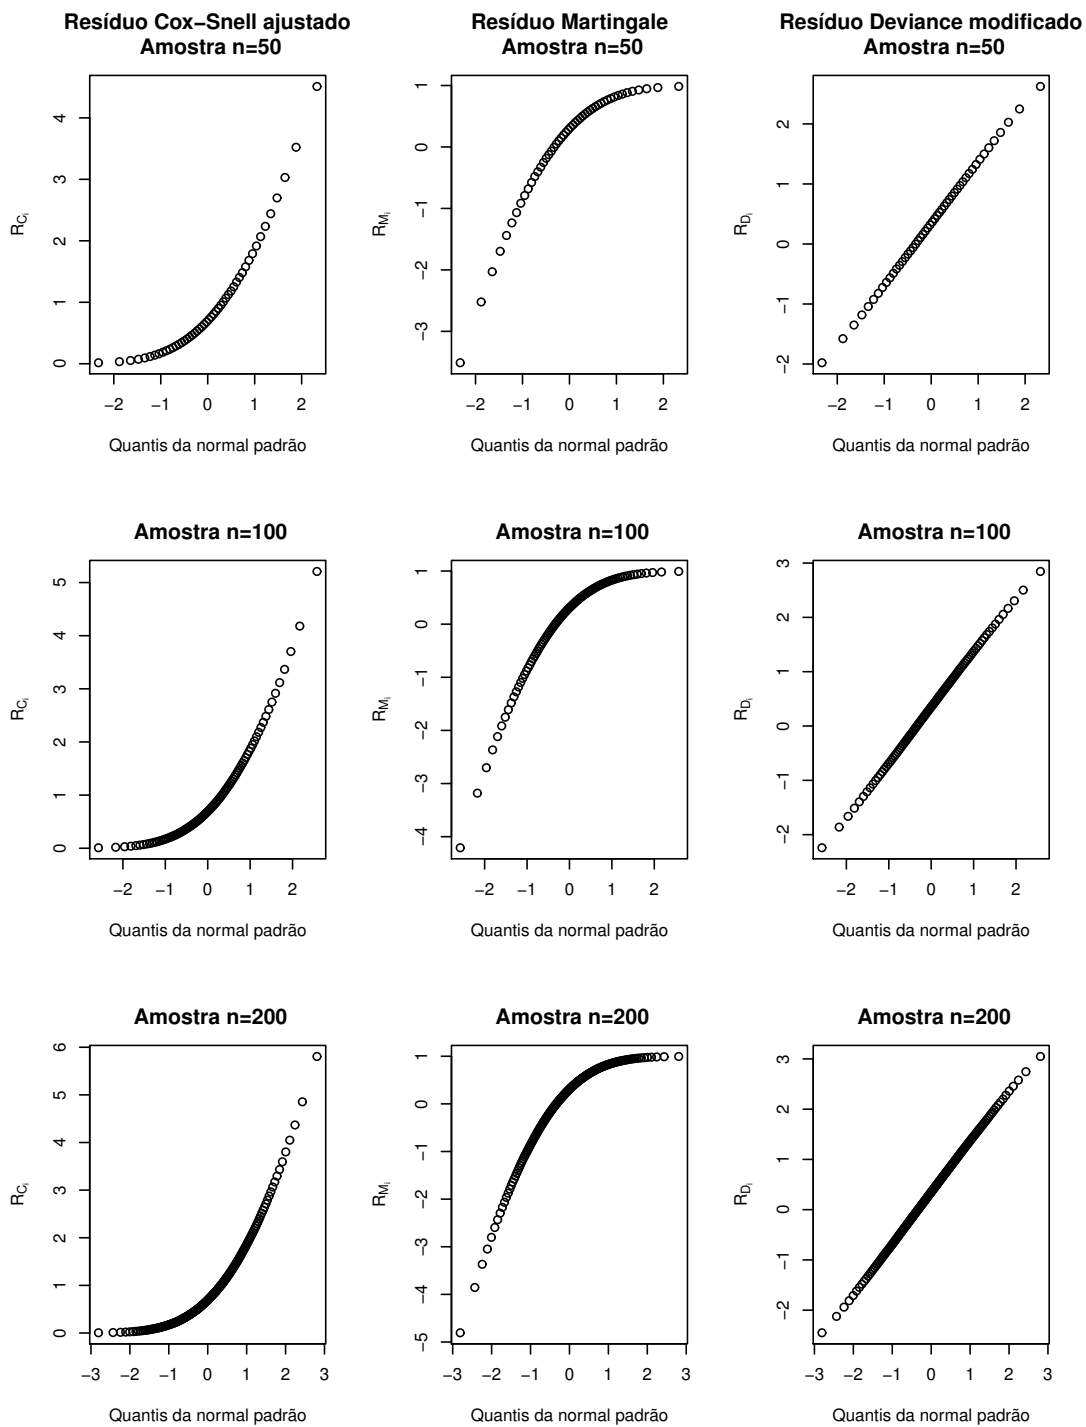 Resíduo Cox−Snell ajustado
Amostra n=50
Resíduo Martingale
Amostra n=50
Resíduo Deviance modificado
Amostra n=50
R_{C_i}
0 1 2 3 4
−2 −1 0 1 2
Quantis da normal padrão
R_{M_i}
−3 −2 −1 0 1
−2 −1 0 1 2
Quantis da normal padrão
R_{D_i}
−2 −1 0 1 2
−2 −1 0 1 2
Quantis da normal padrão
Amostra n=100
R_{C_i}
0 1 2 3 4 5
−2 −1 0 1 2
Quantis da normal padrão
Amostra n=100
R_{M_i}
−4 −3 −2 −1 0 1
−2 −1 0 1 2
Quantis da normal padrão
Amostra n=100
R_{D_i}
−2 −1 0 1 2 3
−2 −1 0 1 2
Quantis da normal padrão
Amostra n=200
R_{C_i}
0 1 2 3 4 5 6
−3 −2 −1 0 1 2 3
Quantis da normal padrão
Amostra n=200
R_{M_i}
−5 −4 −3 −2 −1 0 1
−3 −2 −1 0 1 2 3
Quantis da normal padrão
Amostra n=200
R_{D_i}
−2 −1 0 1 2 3
−3 −2 −1 0 1 2 3
Quantis da normal padrão